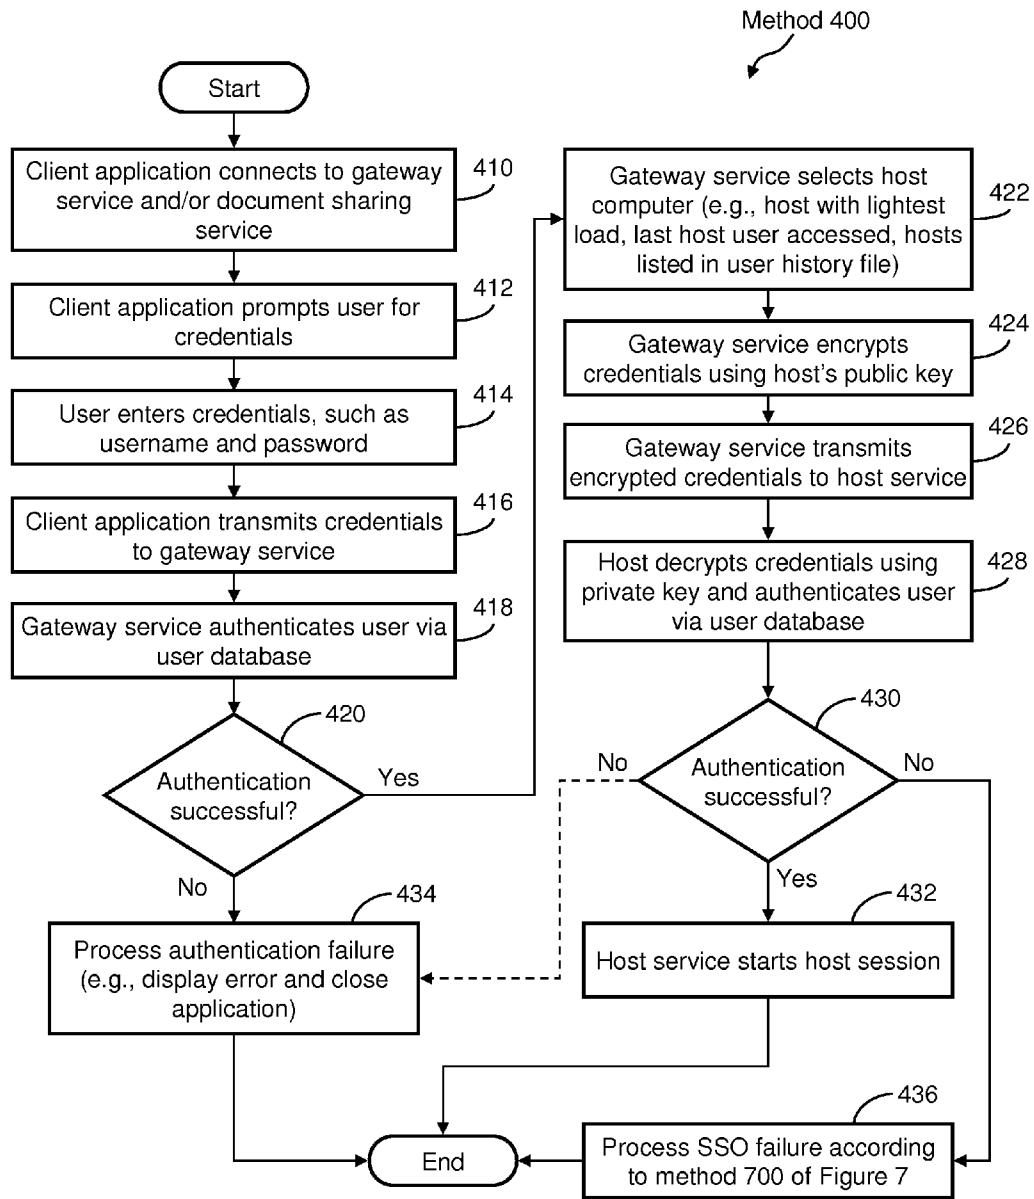 Method 400
Start
Client application connects to gateway
service and/or document sharing
service
410
Client application prompts user for
credentials
412
User enters credentials, such as
username and password
414
Client application transmits credentials
to gateway service
416
Gateway service authenticates user via
user database
418
Authentication
successful?
420
Yes
No
Process authentication failure
(e.g., display error and close
application)
434
Gateway service selects host
computer (e.g., host with lightest
load, last host user accessed, hosts
listed in user history file)
422
Gateway service encrypts
credentials using host's public key
424
Gateway service transmits
encrypted credentials to host service
426
Host decrypts credentials using
private key and authenticates user
via user database
428
Authentication
successful?
430
No
No
Yes
Host service starts host session
432
Process SSO failure according
to method 700 of Figure 7
436
End